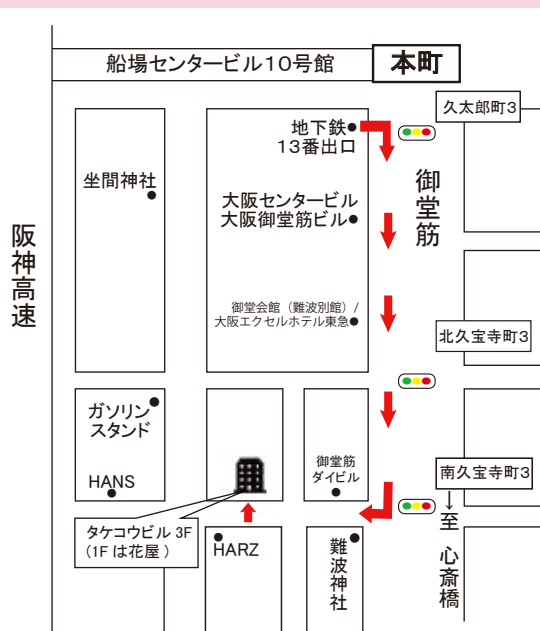 船場センタービル10号館
本町
久太郎町3
地下鉄
13番出口
坐間神社
大阪センタービル
大阪御堂筋ビル
御堂筋
阪神高速
御堂会館（難波別館）/
大阪エクセルホテル東急
北久宝寺町3
ガソリン
スタンド
HANS
御堂筋
ダイビル
南久宝寺町3
タケコウビル 3F
(1F は花屋 )
HARZ
難波神社
↓至 心斎橋